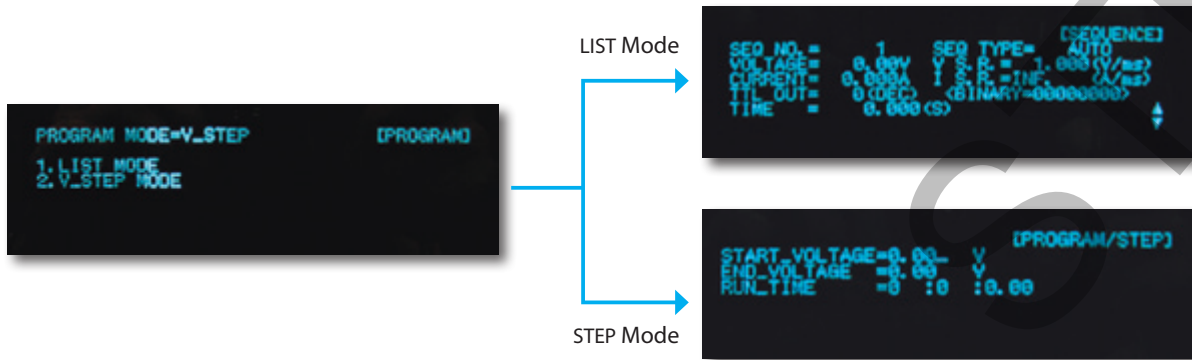 PROGRAM MODE=V_STEP [PROGRAM]
1.LIST MODE
2.V_STEP MODE
LIST Mode
[SEQUENCE]
SEQ NO.= 1 SEQ TYPE= AUTO
VOLTAGE= 0.00V V S.R.= 1.000(V/ms)
CURRENT= 0.000A I S.R.=INF. (A/ms)
TTL OUT= 0(DEC) (BINARY=00000000)
TIME = 0.000(S)
[PROGRAM/STEP]
START_VOLTAGE=0.00_ V
END_VOLTAGE =0.00 V
RUN_TIME =0 :0 :0.00
STEP Mode